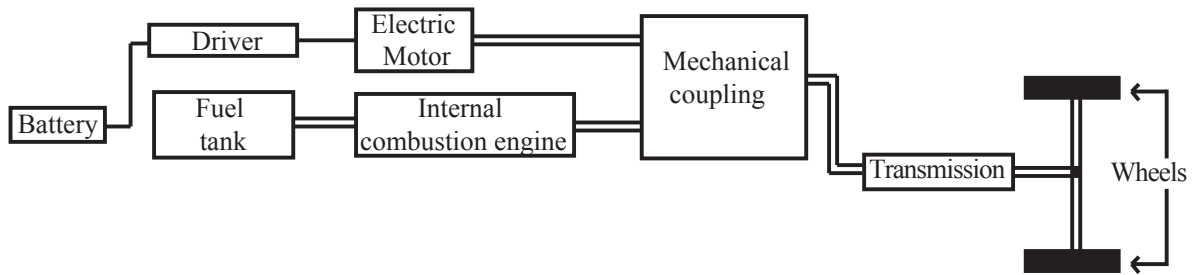 Driver
Electric
Motor
Mechanical
coupling
Battery
Fuel
tank
Internal
combustion engine
Transmission
Wheels